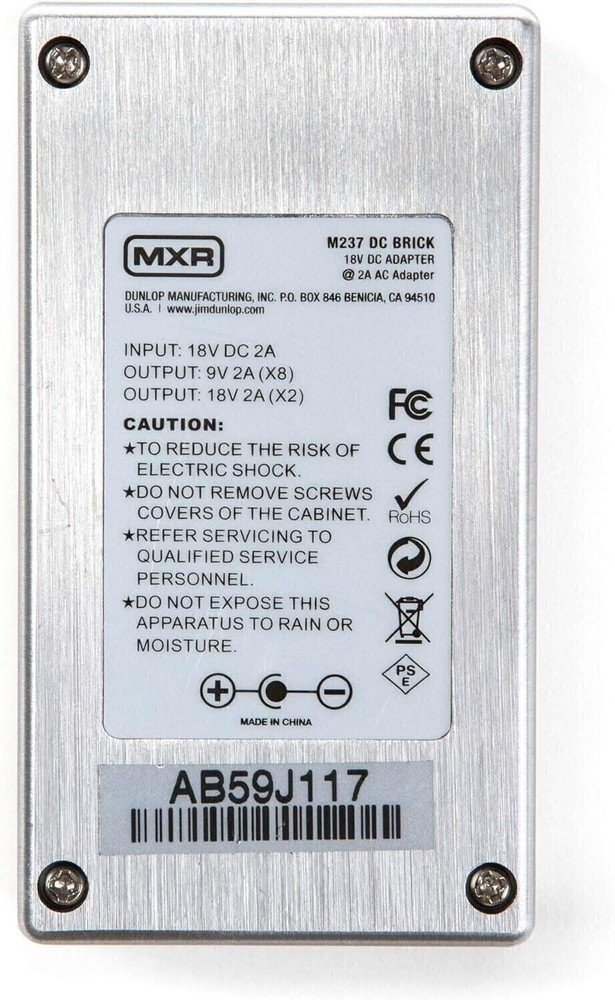 MXR
M237 DC BRICK
18V DC ADAPTER
@ 2A AC Adapter
DUNLOP MANUFACTURING, INC. P.O. BOX 846 BENICIA, CA 94510
U.S.A. | www.jimdunlop.com
INPUT: 18V DC 2A
OUTPUT: 9V 2A (X8)
OUTPUT: 18V 2A (X2)
CAUTION:
★TO REDUCE THE RISK OF
ELECTRIC SHOCK.
★DO NOT REMOVE SCREWS
COVERS OF THE CABINET.
★REFER SERVICING TO
QUALIFIED SERVICE
PERSONNEL.
★DO NOT EXPOSE THIS
APPARATUS TO RAIN OR
MOISTURE.
FC
CE
RoHS
PS
E
+ −
MADE IN CHINA
AB59J117